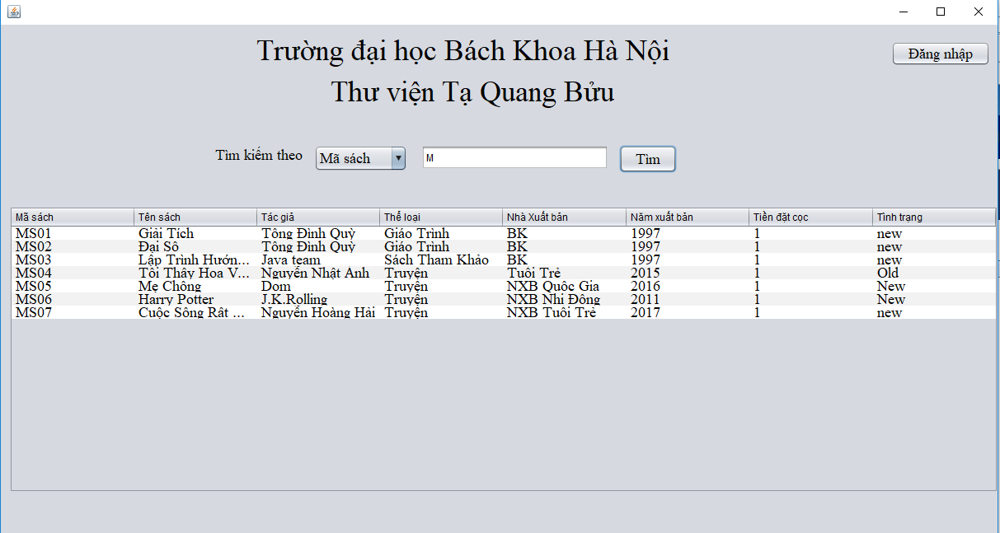 Trường đại học Bách Khoa Hà Nội
Đăng nhập
Thư viện Tạ Quang Bửu
Tìm kiếm theo Mã sách M Tìm
Mã sách Tên sách Tác giả Thể loại Nhà Xuất bản Năm xuất bản Tiền đặt cọc Tình trạng
MS01 Giải Tích Tống Đình Quỳ Giáo Trình BK 1997 1 new
MS02 Đại Số Tống Đình Quỳ Giáo Trình BK 1997 1 new
MS03 Lập Trình Hướn... Java team Sách Tham Khảo BK 1997 1 new
MS04 Tôi Thấy Hoa V... Nguyễn Nhật Ánh Truyện Tuổi Trẻ 2015 1 Old
MS05 Mẹ Chồng Dom Truyện NXB Quốc Gia 2016 1 New
MS06 Harry Potter J.K.Rolling Truyện NXB Nhi Đồng 2011 1 New
MS07 Cuộc Sống Rất ... Nguyễn Hoàng Hải Truyện NXB Tuổi Trẻ 2017 1 new